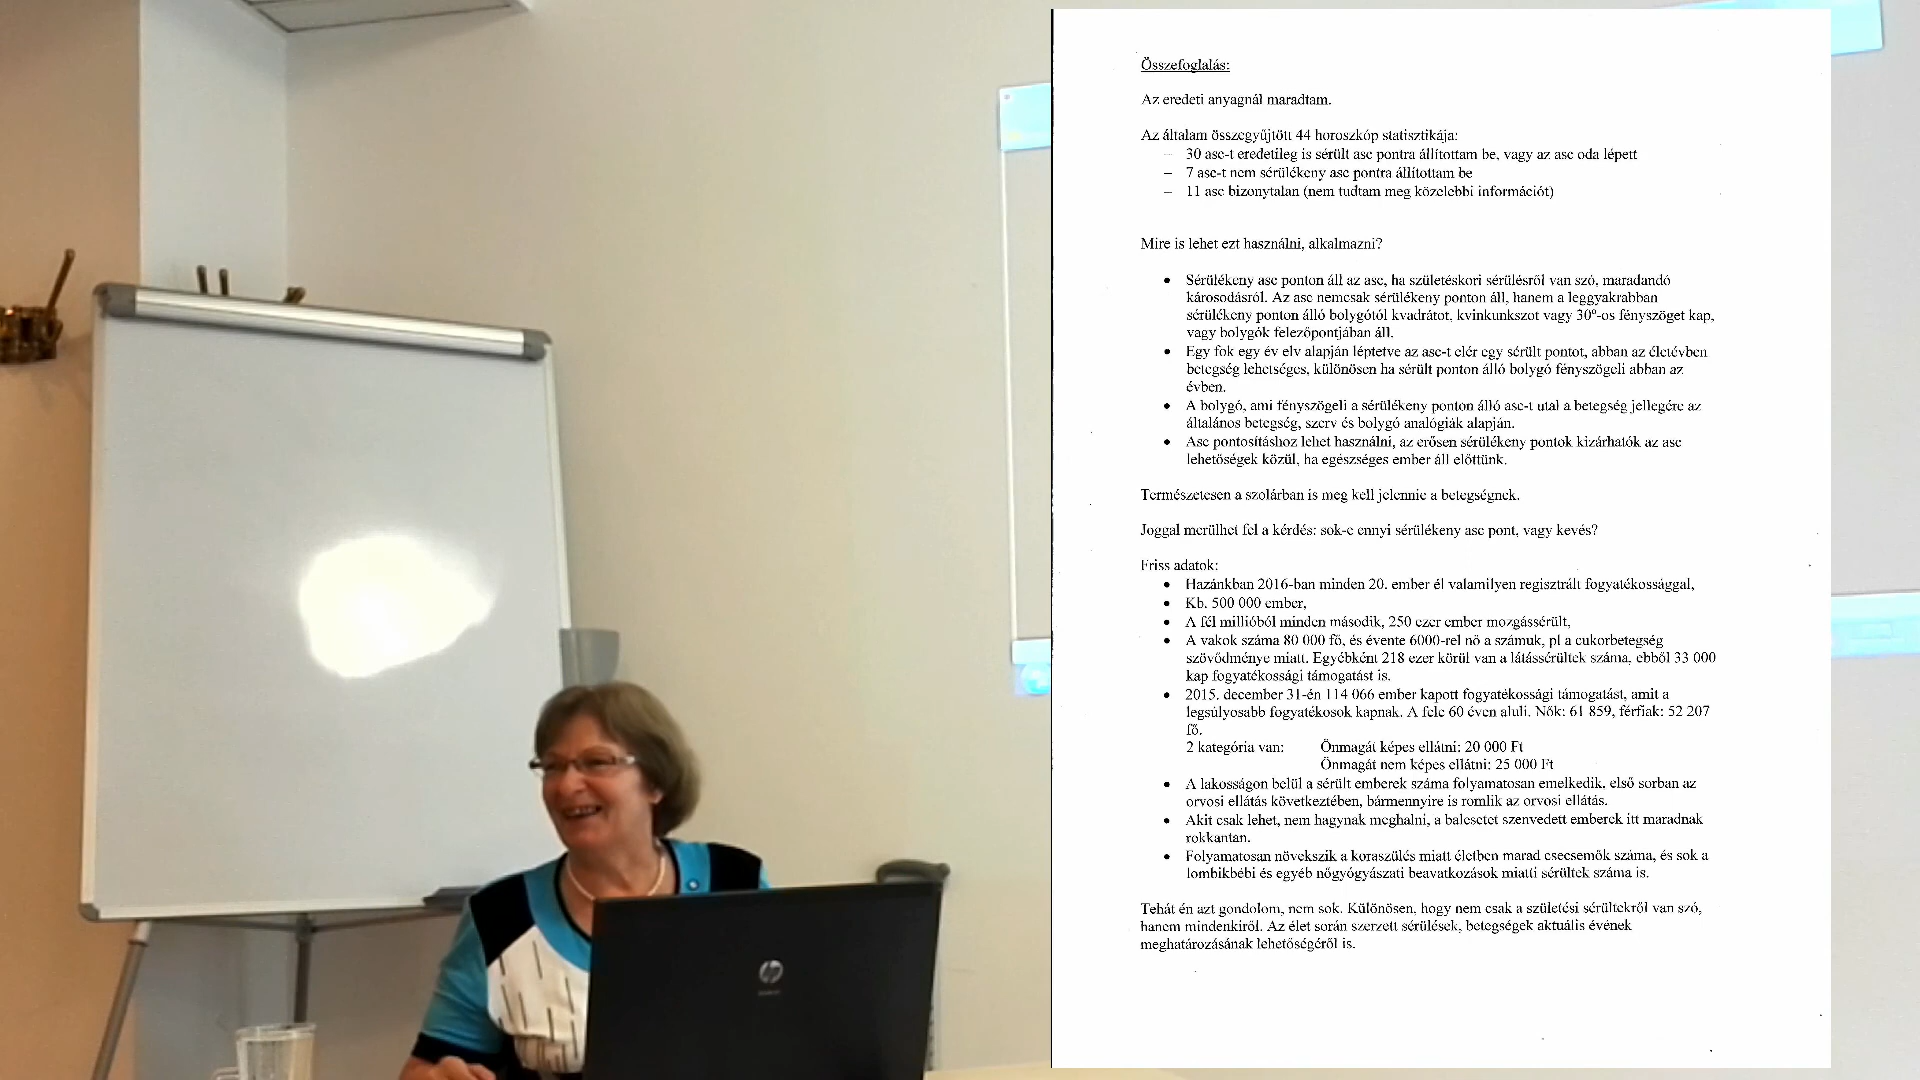 Összefoglalás:
Az eredeti anyagnál maradtam.
Az általam összegyűjtött 44 horoszkóp statisztikája:
– 30 asc-t eredetileg is sérült asc pontra állítottam be, vagy az asc oda lépett
– 7 asc-t nem sérülékeny asc pontra állítottam be
– 11 asc bizonytalan (nem tudtam meg közelebbi információt)
Mire is lehet ezt használni, alkalmazni?
• Sérülékeny asc ponton áll az asc, ha születéskori sérülésről van szó, maradandó
károsodásról. Az asc nemcsak sérülékeny ponton áll, hanem a leggyakrabban
sérülékeny ponton álló bolygótól kvadrátot, kvinkunkszot vagy 30°-os fényszöget kap,
vagy bolygók felezőpontjában áll.
• Egy fok egy év elv alapján léptetve az asc-t elér egy sérült pontot, abban az életévben
betegség lehetséges, különösen ha sérült ponton álló bolygó fényszögeli abban az
évben.
• A bolygó, ami fényszögeli a sérülékeny ponton álló asc-t utal a betegség jellegére az
általános betegség, szerv és bolygó analógiák alapján.
• Asc pontosításhoz lehet használni, az erősen sérülékeny pontok kizárhatók az asc
lehetőségek közül, ha egészséges ember áll előttünk.
Természetesen a szolárban is meg kell jelennie a betegségnek.
Joggal merülhet fel a kérdés: sok-e ennyi sérülékeny asc pont, vagy kevés?
Friss adatok:
• Hazánkban 2016-ban minden 20. ember él valamilyen regisztrált fogyatékossággal,
• Kb. 500 000 ember,
• A fél millióból minden második, 250 ezer ember mozgássérült,
• A vakok száma 80 000 fő, és évente 6000-rel nő a számuk, pl a cukorbetegség
szövődménye miatt. Egyébként 218 ezer körül van a látássérültek száma, ebből 33 000
kap fogyatékossági támogatást is.
• 2015. december 31-én 114 066 ember kapott fogyatékossági támogatást, amit a
legsúlyosabb fogyatékosok kapnak. A fele 60 éven aluli. Nők: 61 859, férfiak: 52 207
fő.
2 kategória van: Önmagát képes ellátni: 20 000 Ft
Önmagát nem képes ellátni: 25 000 Ft
• A lakosságon belül a sérült emberek száma folyamatosan emelkedik, első sorban az
orvosi ellátás következtében, bármennyire is romlik az orvosi ellátás.
• Akit csak lehet, nem hagynak meghalni, a balesetet szenvedett emberek itt maradnak
rokkantan.
• Folyamatosan növekszik a koraszülés miatt életben marad csecsemők száma, és sok a
lombikbébi és egyéb nőgyógyászati beavatkozások miatti sérültek száma is.
Tehát én azt gondolom, nem sok. Különösen, hogy nem csak a születési sérültekről van szó,
hanem mindenkiről. Az élet során szerzett sérülések, betegségek aktuális évének
meghatározásának lehetőségéről is.
hp